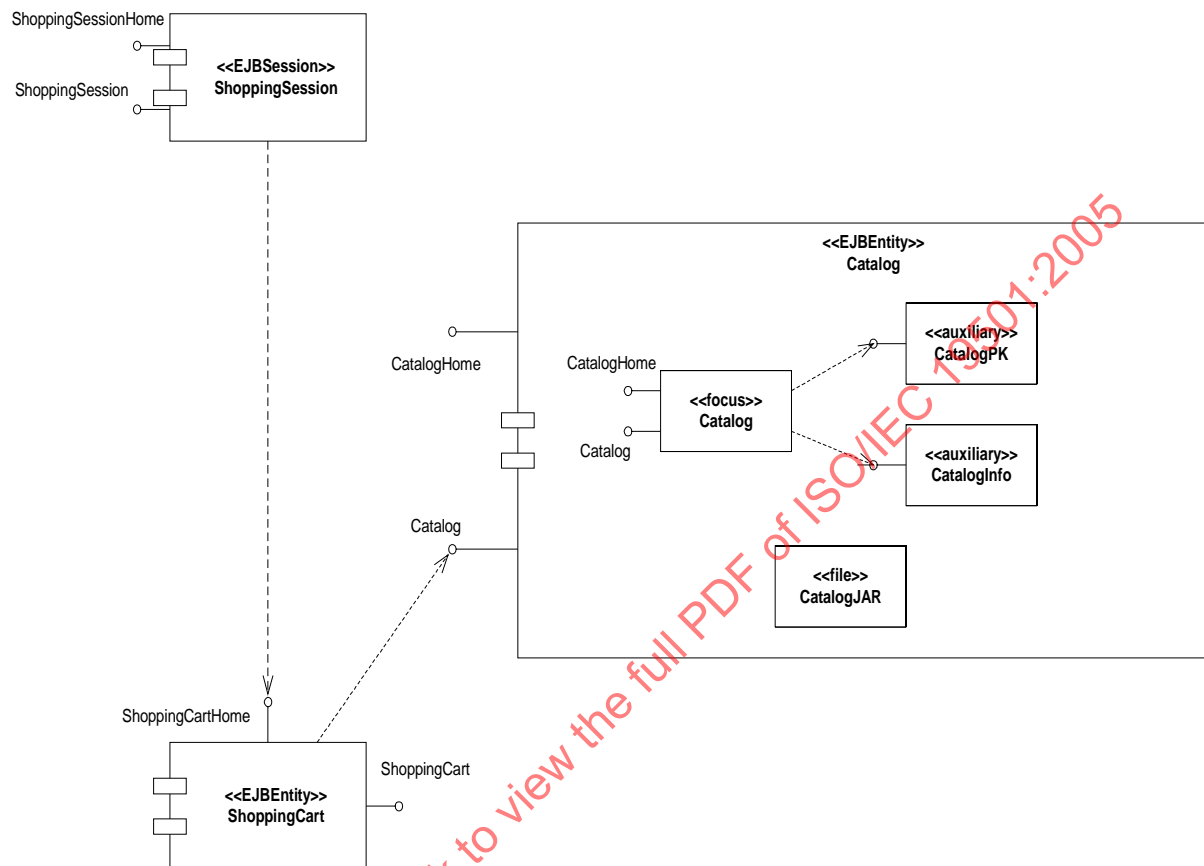 ShoppingSessionHome
<<EJBSession>>
ShoppingSession
ShoppingSession
<<EJBEntity>>
Catalog
CatalogHome
CatalogHome
<<auxiliary>>
CatalogPK
<<focus>>
Catalog
Catalog
<<auxiliary>>
CatalogInfo
Catalog
<<file>>
CatalogJAR
ShoppingCartHome
ShoppingCart
<<EJBEntity>>
ShoppingCart
to view the full PDF of ISO/IEC 19501:2005